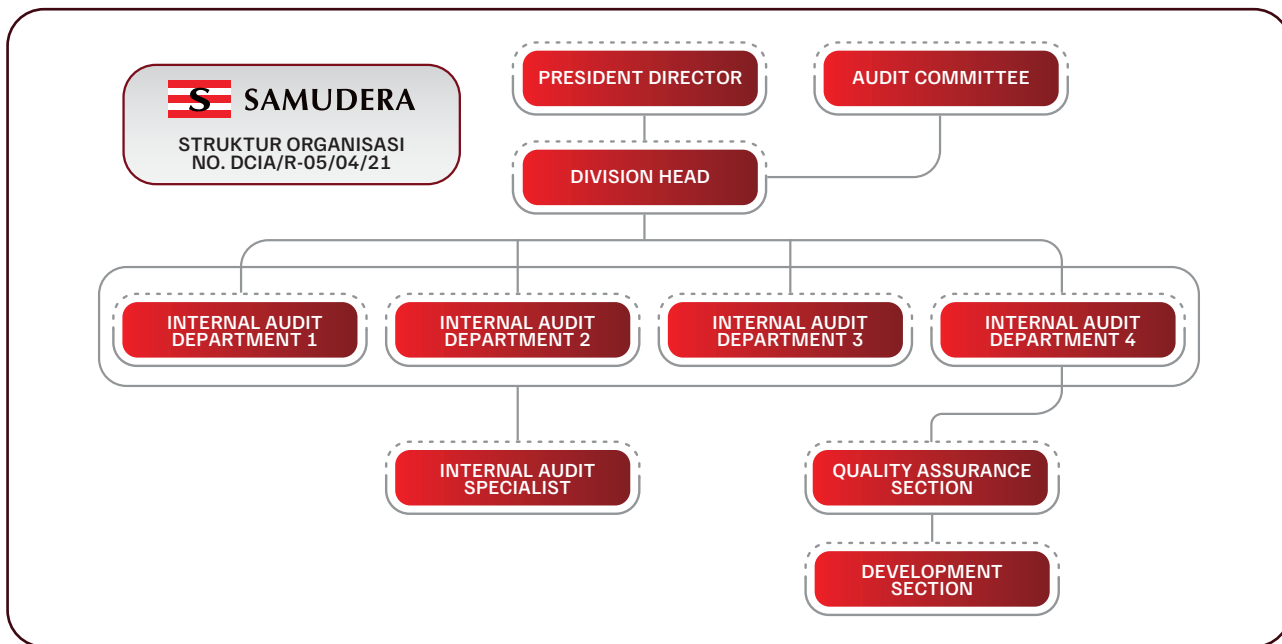 S SAMUDERA
STRUKTUR ORGANISASI
NO. DCIA/R-05/04/21
PRESIDENT DIRECTOR
AUDIT COMMITTEE
DIVISION HEAD
INTERNAL AUDIT
DEPARTMENT 1
INTERNAL AUDIT
DEPARTMENT 2
INTERNAL AUDIT
DEPARTMENT 3
INTERNAL AUDIT
DEPARTMENT 4
INTERNAL AUDIT
SPECIALIST
QUALITY ASSURANCE
SECTION
DEVELOPMENT
SECTION